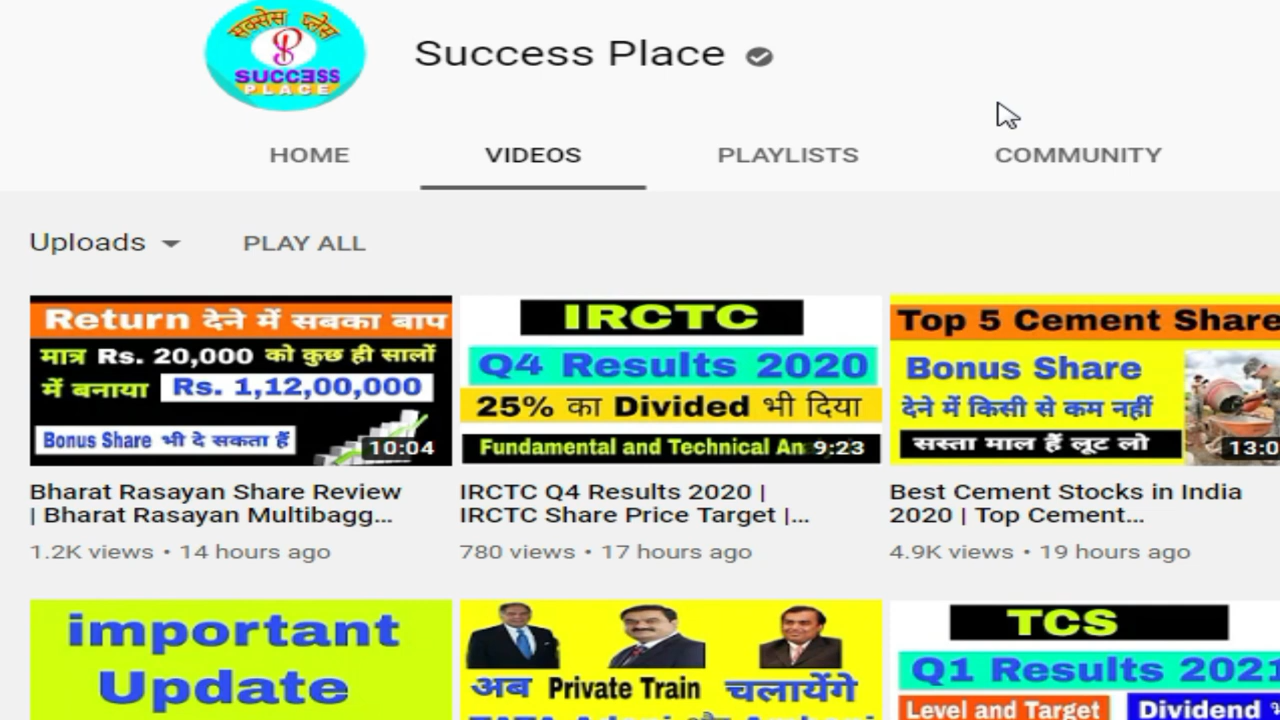 सक्सेस प्लेस
SUCCESS
PLACE
Success Place
HOME
VIDEOS
PLAYLISTS
COMMUNITY
Uploads
PLAY ALL
Return देने में सबका बाप
मात्र Rs. 20,000 को कुछ ही सालों
में बनाया Rs. 1,12,00,000
Bonus Share भी दे सकता हैं
10:04
Bharat Rasayan Share Review
| Bharat Rasayan Multibagg...
1.2K views • 14 hours ago
IRCTC
Q4 Results 2020
25% का Divided भी दिया
Fundamental and Technical An
9:23
IRCTC Q4 Results 2020 |
IRCTC Share Price Target |...
780 views • 17 hours ago
Top 5 Cement Share
Bonus Share
देने में किसी से कम नहीं
सस्ता माल हैं लूट लो
13:0
Best Cement Stocks in India
2020 | Top Cement...
4.9K views • 19 hours ago
important
Update
अब Private Train चलायेंगे
TATA Adani और Ambani
TCS
Q1 Results 2021
Level and Target
Dividend